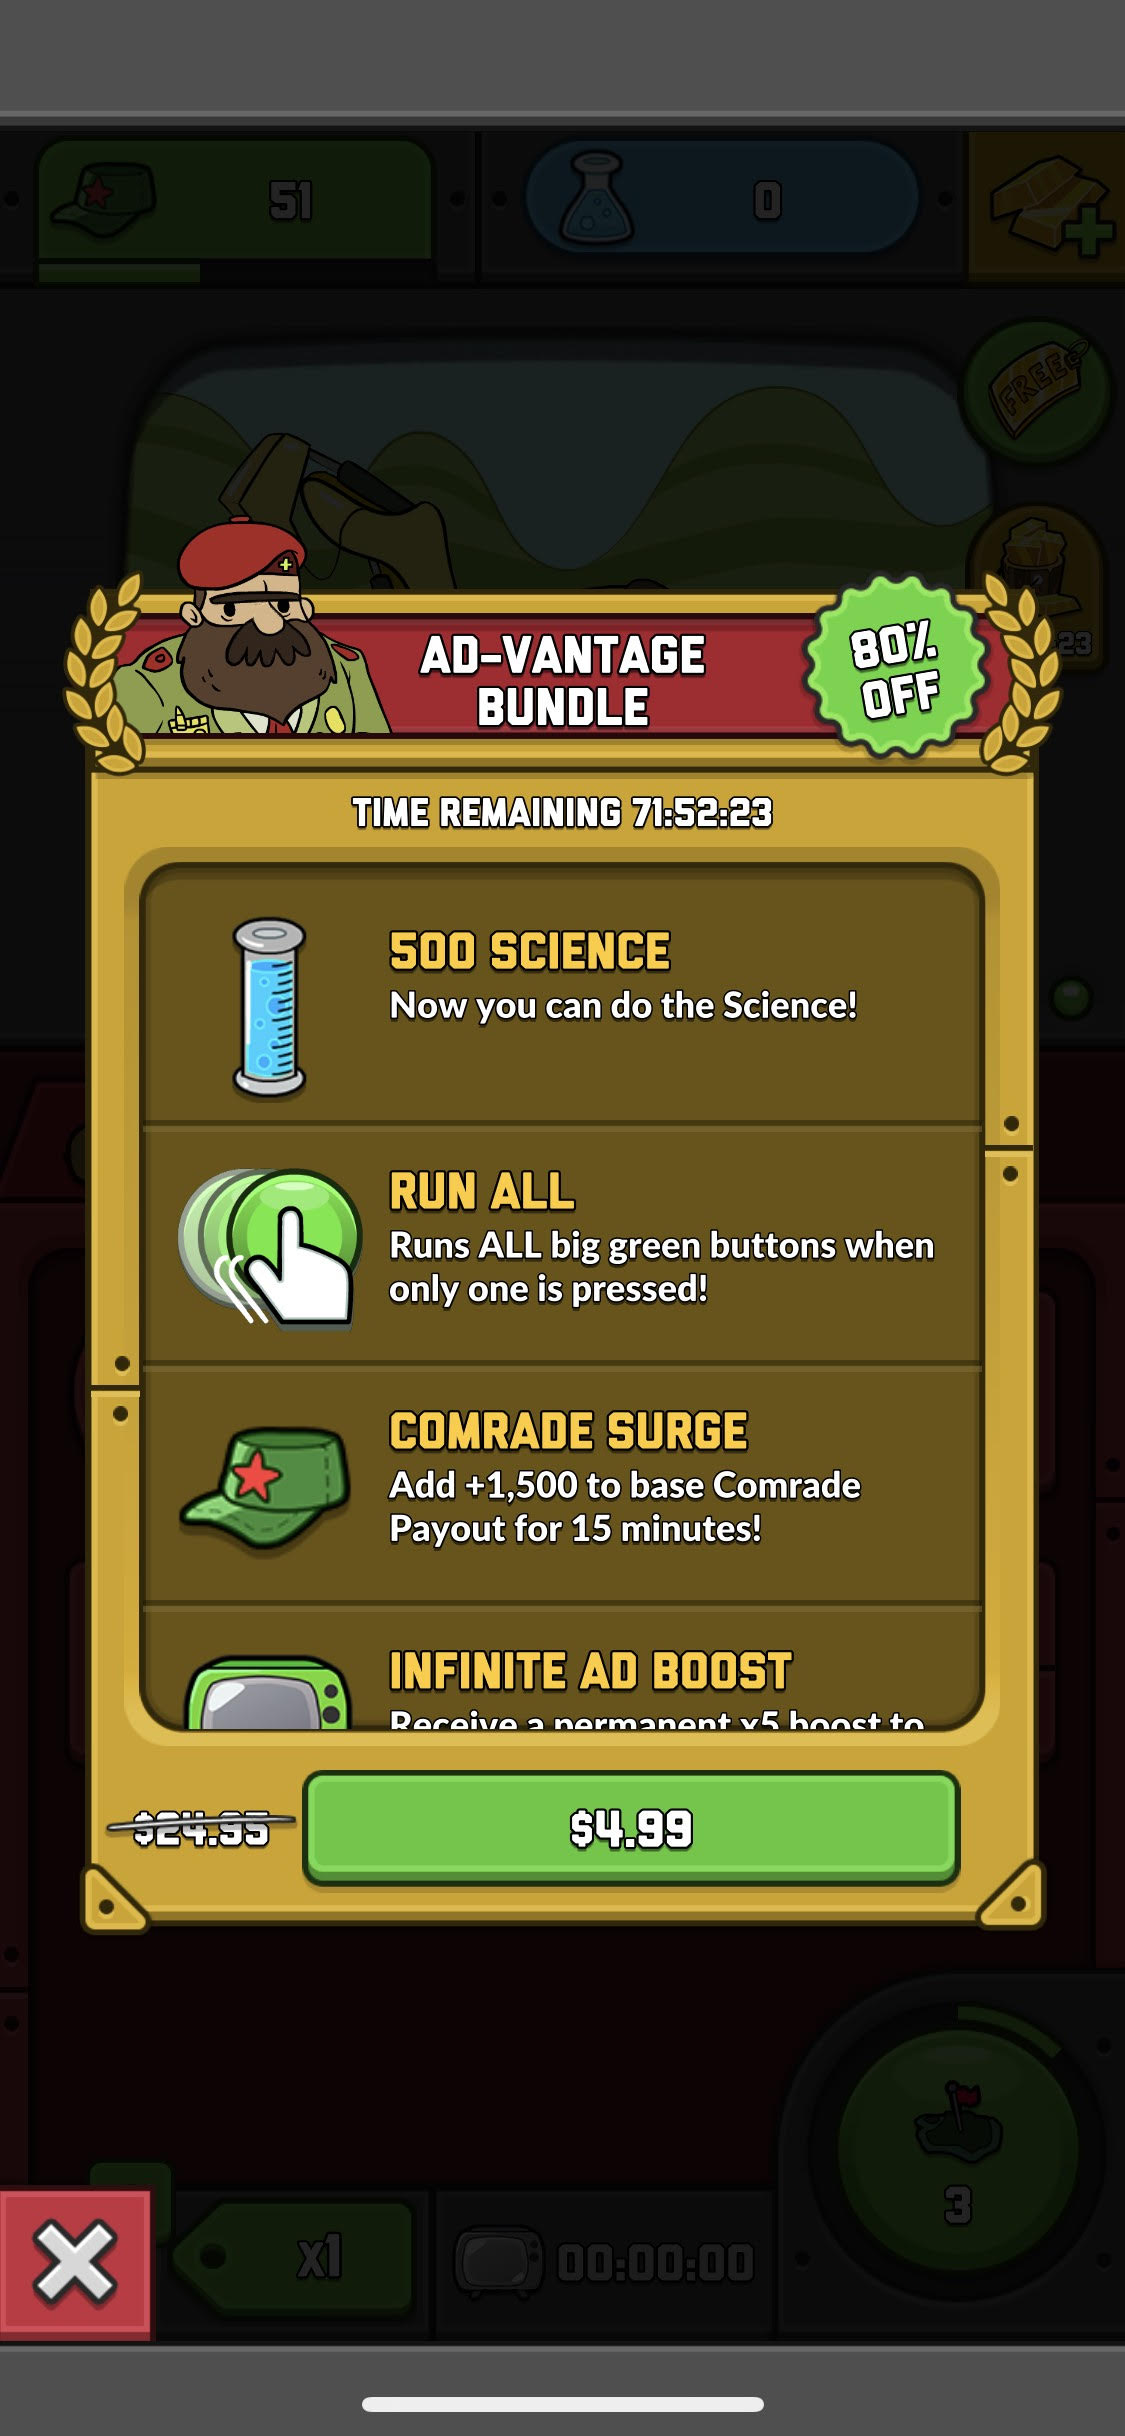 51
0
FREE
23
AD-VANTAGE
BUNDLE
80%
OFF
TIME REMAINING 71:52:23
500 SCIENCE
Now you can do the Science!
RUN ALL
Runs ALL big green buttons when
only one is pressed!
COMRADE SURGE
Add +1,500 to base Comrade
Payout for 15 minutes!
INFINITE AD BOOST
Receive a permanent x5 boost to
$24.95
$4.99
3
x1
00:00:00